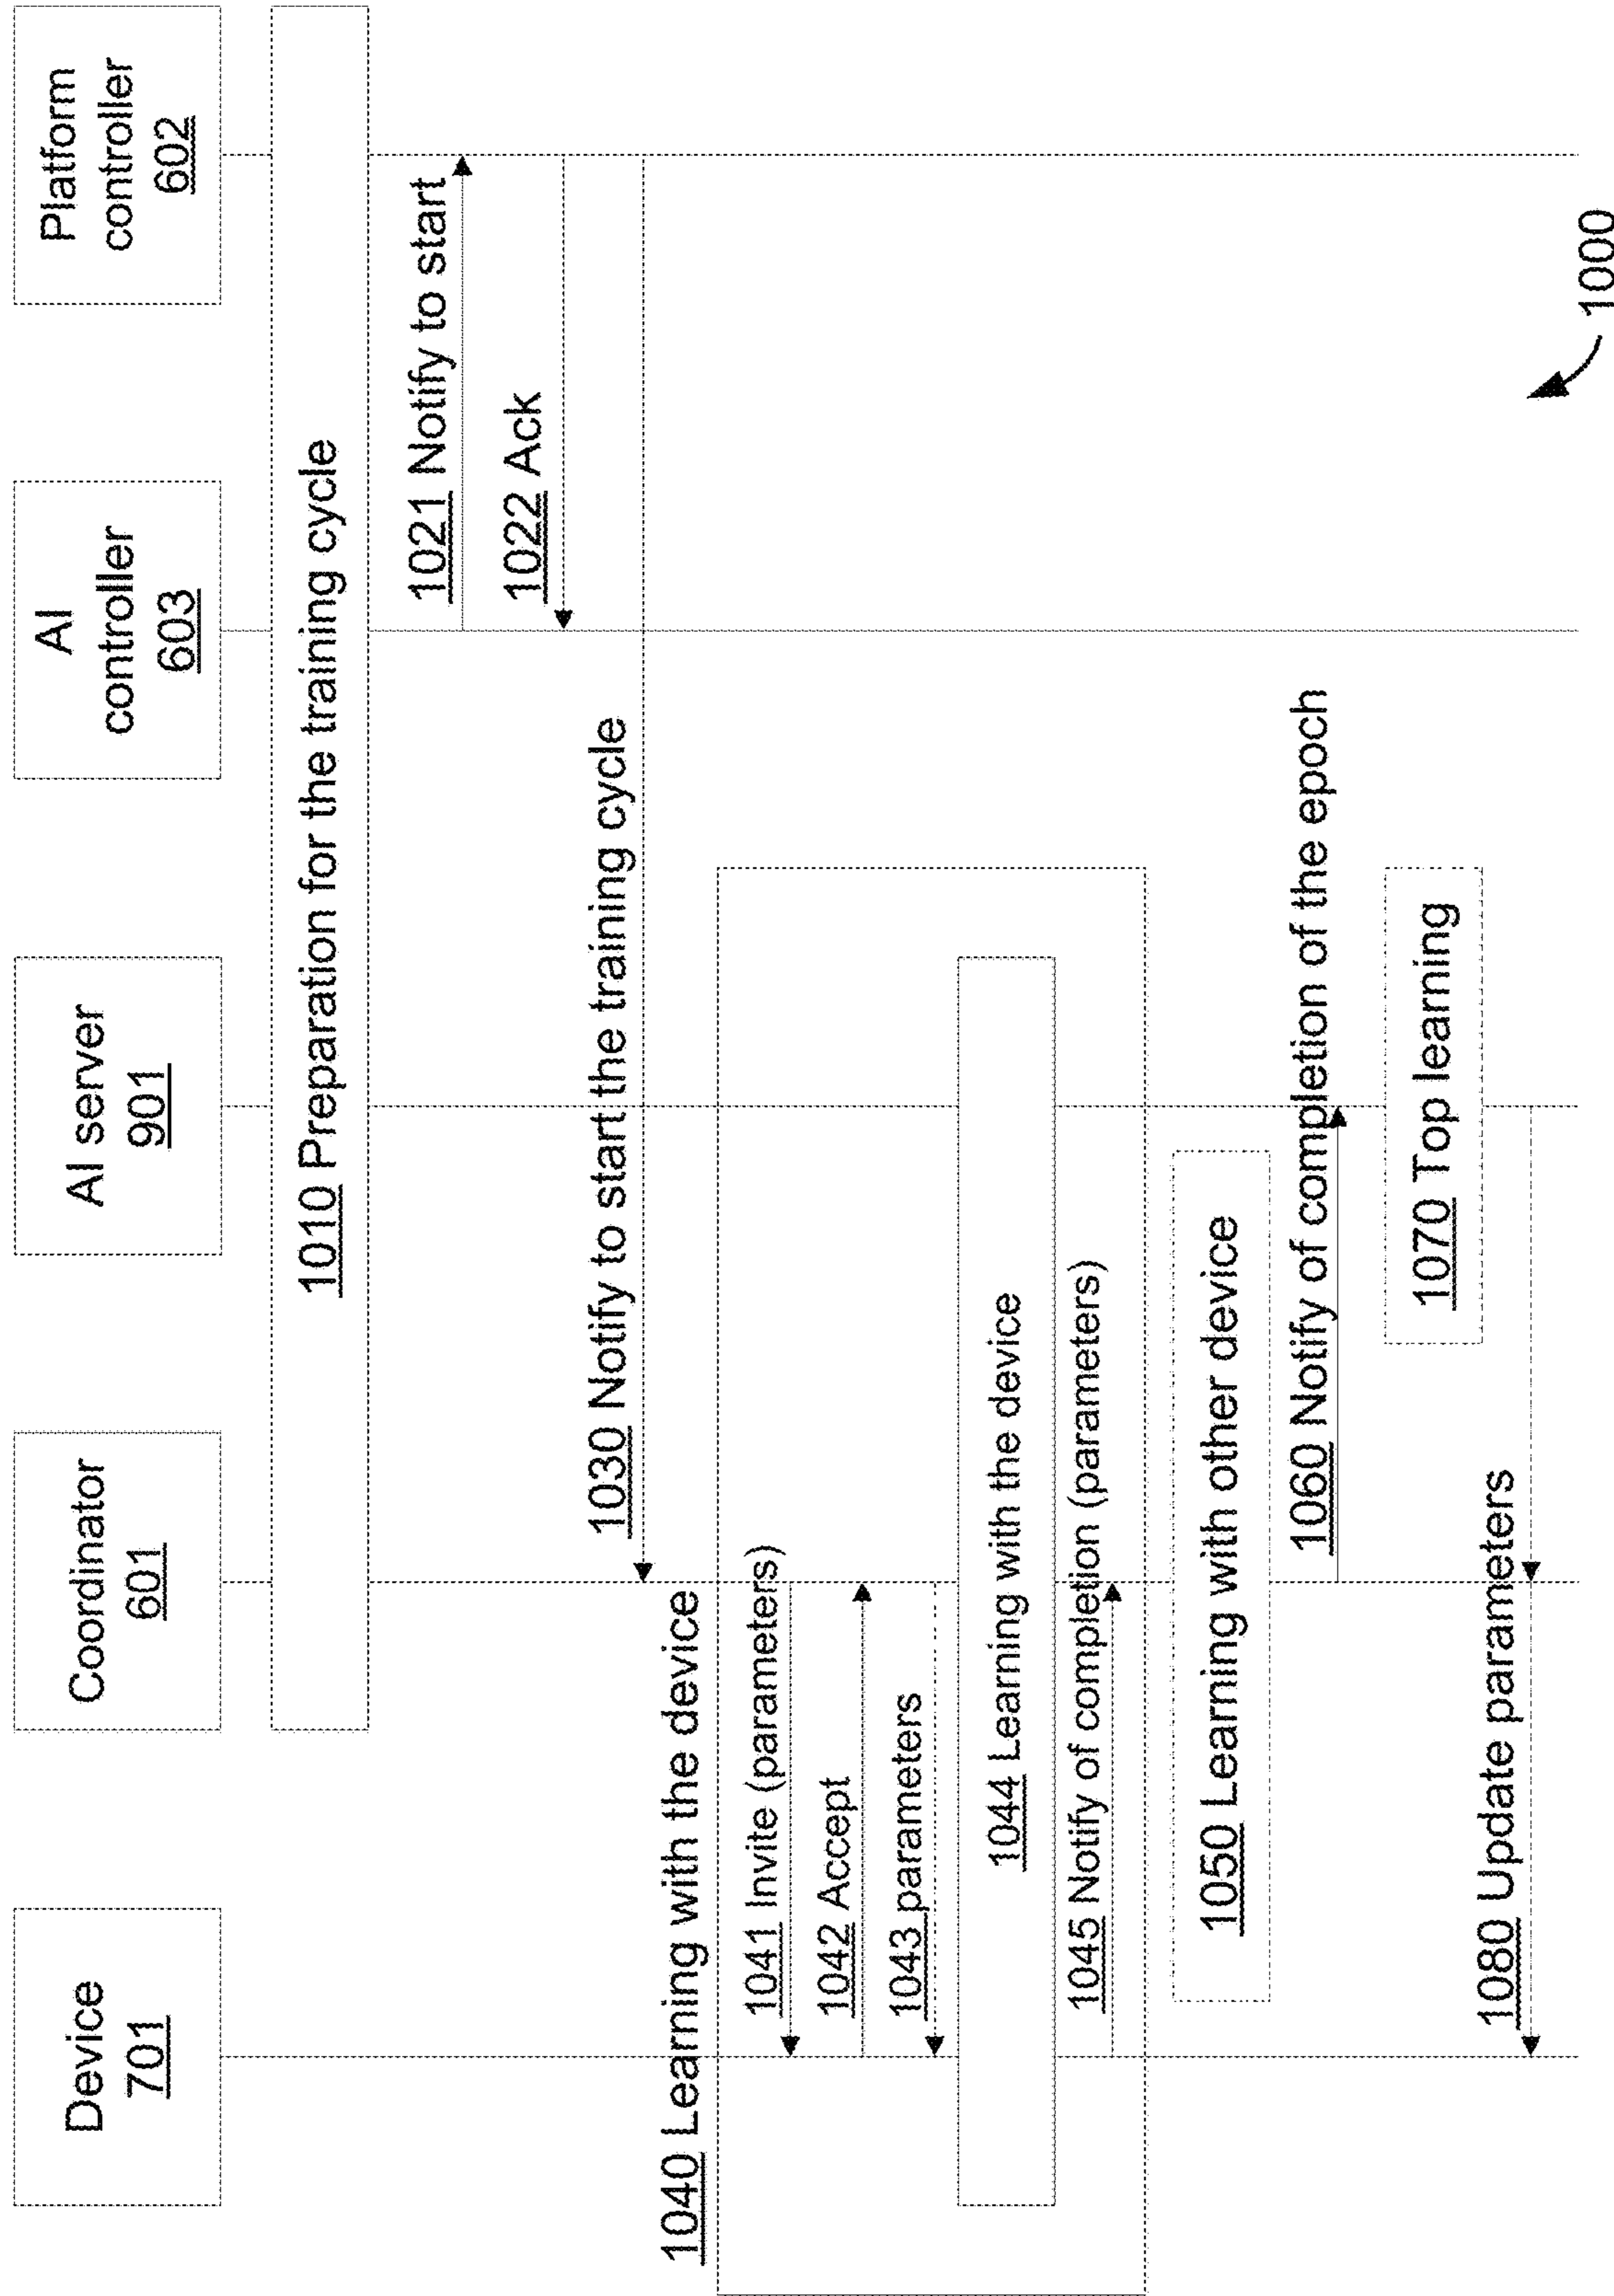 Device
701
Coordinator
601
AI server
901
AI
controller
603
Platform
controller
602
1010 Preparation for the training cycle
1021 Notify to start
1022 Ack
1030 Notify to start the training cycle
1040 Learning with the device
1041 Invite (parameters)
1042 Accept
1043 parameters
1044 Learning with the device
1045 Notify of completion (parameters)
1050 Learning with other device
1060 Notify of completion of the epoch
1070 Top learning
1080 Update parameters
1000